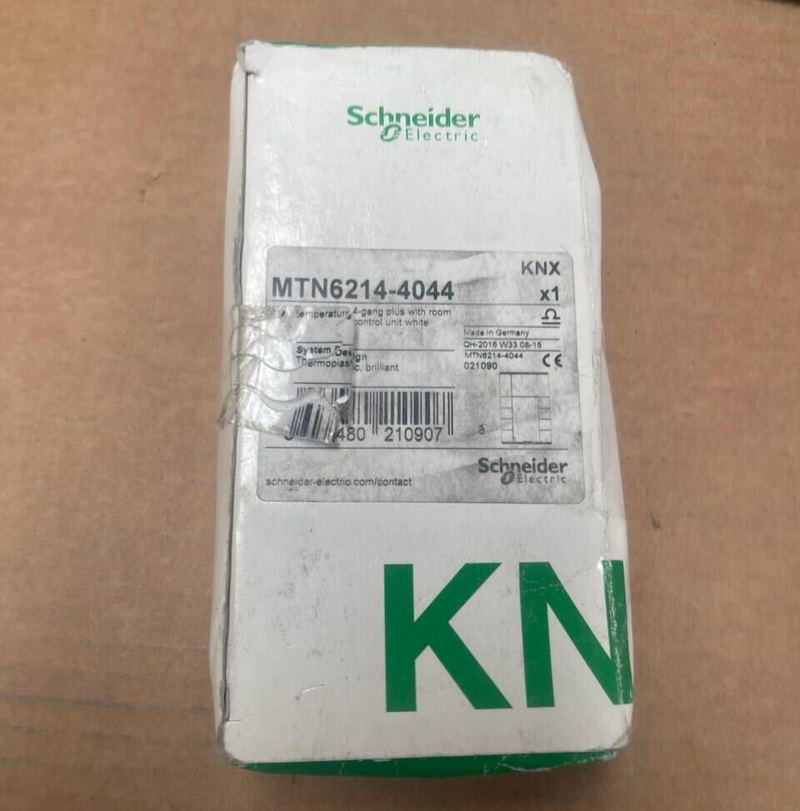 Schneider
Electric
KNX
MTN6214-4044
x1
4-gang plus with room
temperature control unit white
Made in Germany
QH-2016 W33 08-15
System Design
MTN6214-4044
Thermoplastic, brilliant
021090
CE
480 210907
Schneider
Electric
schneider-electric.com/contact
KN